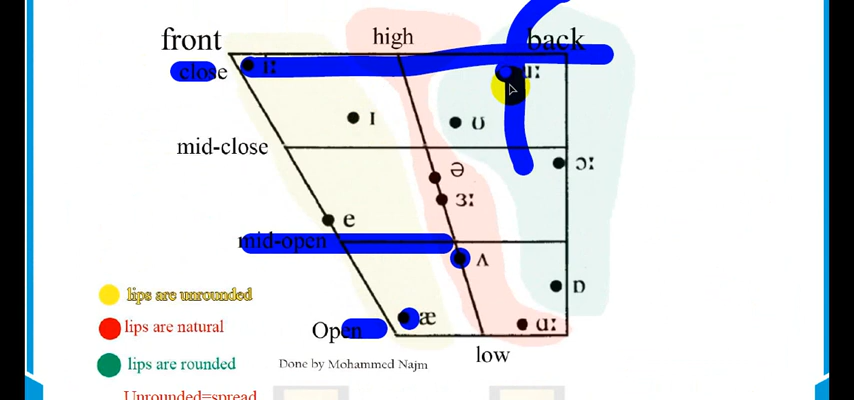 high
front
back
close
iː
uː
I
ʊ
mid-close
ə
ɔː
ɜː
e
mid-open
ʌ
ɒ
lips are unrounded
æ
ɑː
lips are natural
Open
low
lips are rounded
Done by Mohammed Najm
Unrounded=spread